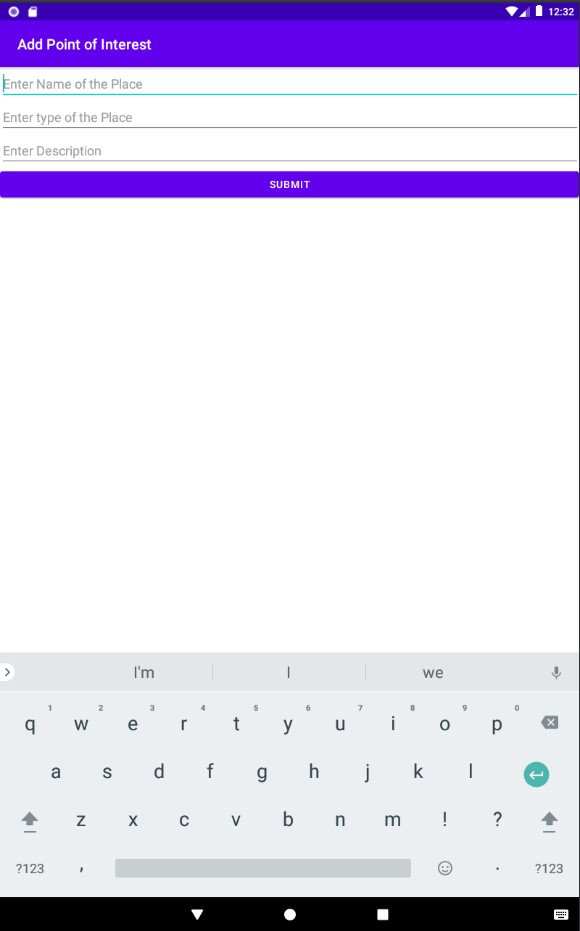 12:32
Add Point of Interest
Enter Name of the Place
Enter type of the Place
Enter Description
SUBMIT
I'm I we
1 2 3 4 5 6 7 8 9 0
q w e r t y u i o p
a s d f g h j k l
z x c v b n m ! ?
?123 , . ?123